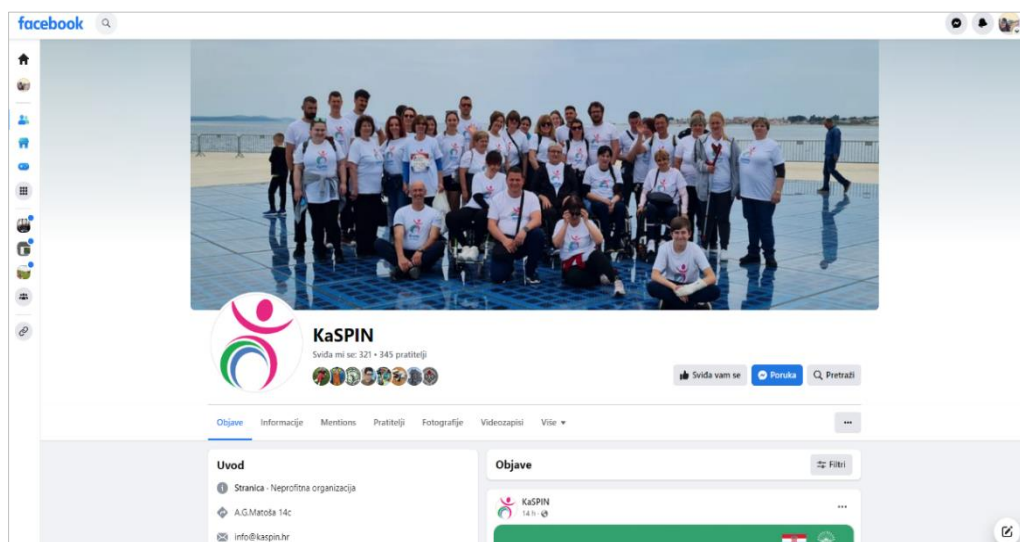 facebook
KaSPIN
Sviđa mi se: 321 • 345 pratitelji
Sviđa vam se
Poruka
Pretraži
Objave
Informacije
Mentions
Pratitelji
Fotografije
Videozapisi
Više
Uvod
Stranica · Neprofitna organizacija
A.G.Matoša 14c
info@kaspin.hr
Objave
Filtri
KaSPIN
14 h ·